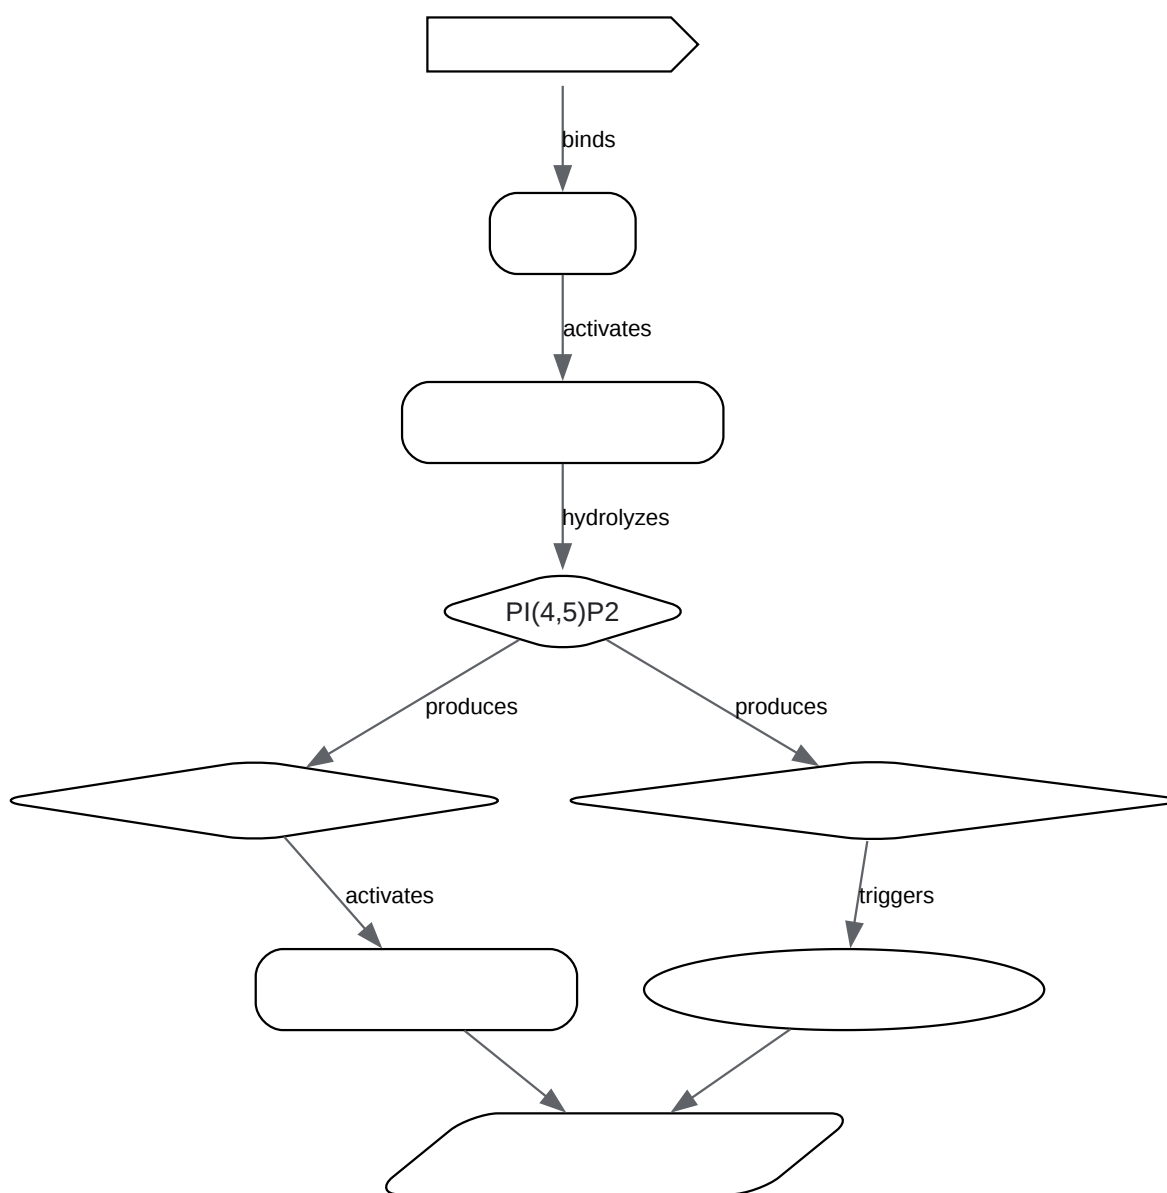 binds
activates
hydrolyzes
PI(4,5)P2
produces
produces
activates
triggers